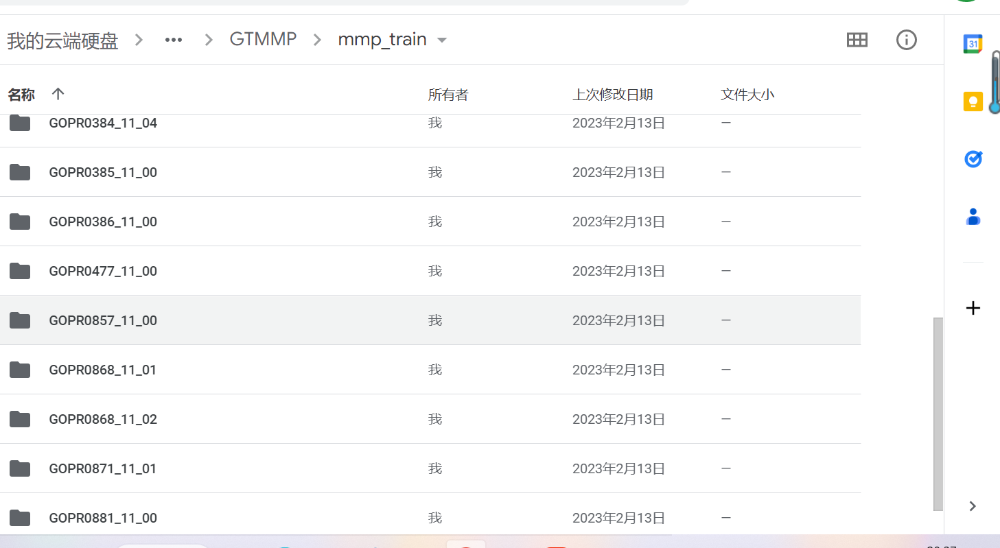 我的云端硬盘 > ••• > GTMMP > mmp_train
31
名称 ↑ 所有者 上次修改日期 文件大小
GOPR0384_11_04 我 2023年2月13日 —
GOPR0385_11_00 我 2023年2月13日 —
GOPR0386_11_00 我 2023年2月13日 —
GOPR0477_11_00 我 2023年2月13日 —
GOPR0857_11_00 我 2023年2月13日 —
GOPR0868_11_01 我 2023年2月13日 —
GOPR0868_11_02 我 2023年2月13日 —
GOPR0871_11_01 我 2023年2月13日 —
GOPR0881_11_00 我 2023年2月13日 —